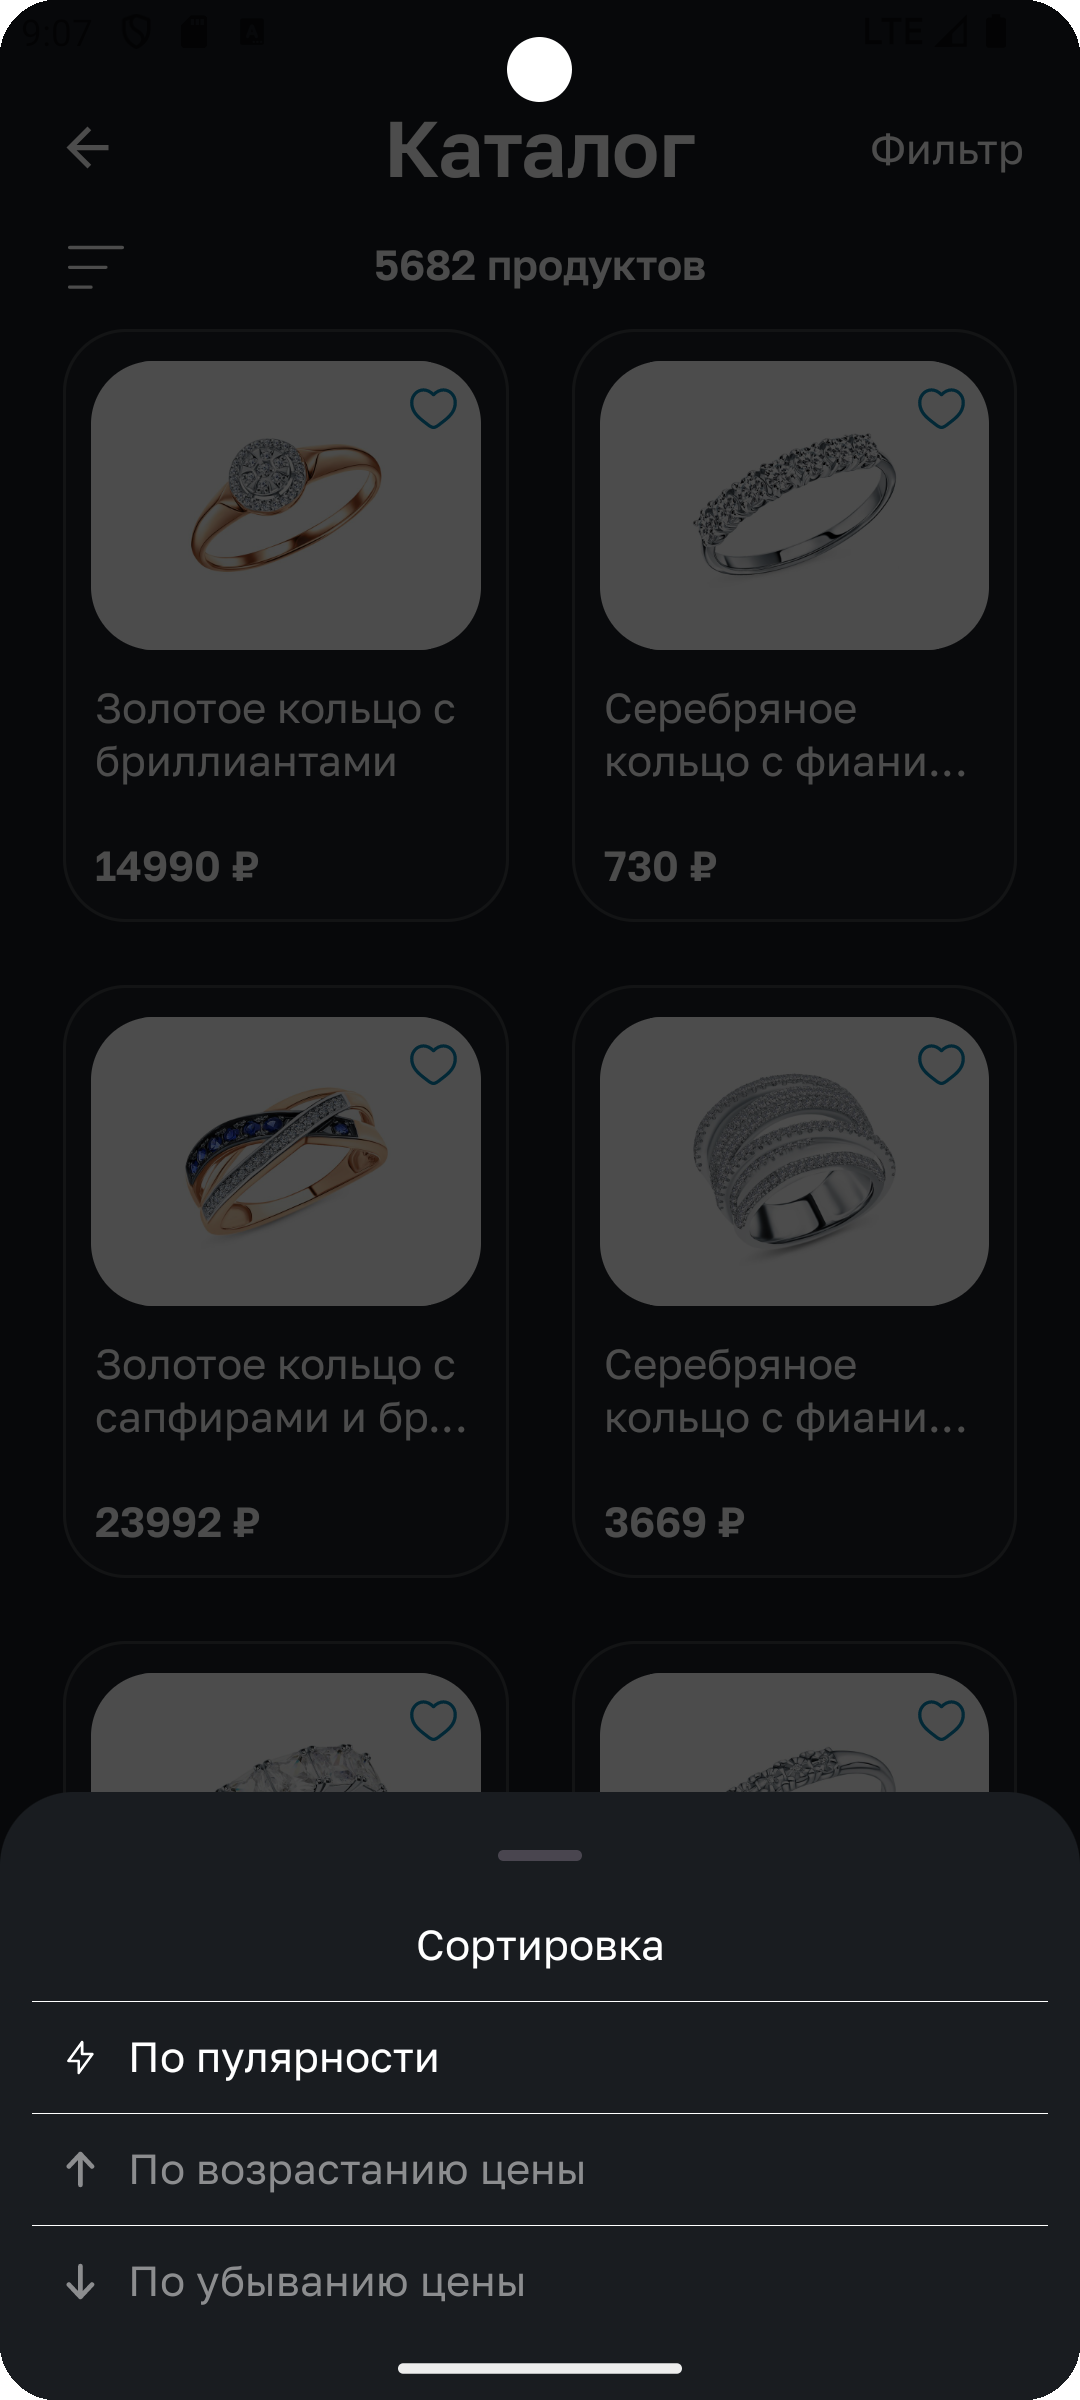 9:07 A LTE
Каталог
Фильтр
5682 продуктов
Золотое кольцо с
бриллиантами
14990 ₽
Серебряное
кольцо с фиани...
730 ₽
Золотое кольцо с
сапфирами и бр...
23992 ₽
Серебряное
кольцо с фиани...
3669 ₽
Сортировка
По пулярности
По возрастанию цены
По убыванию цены